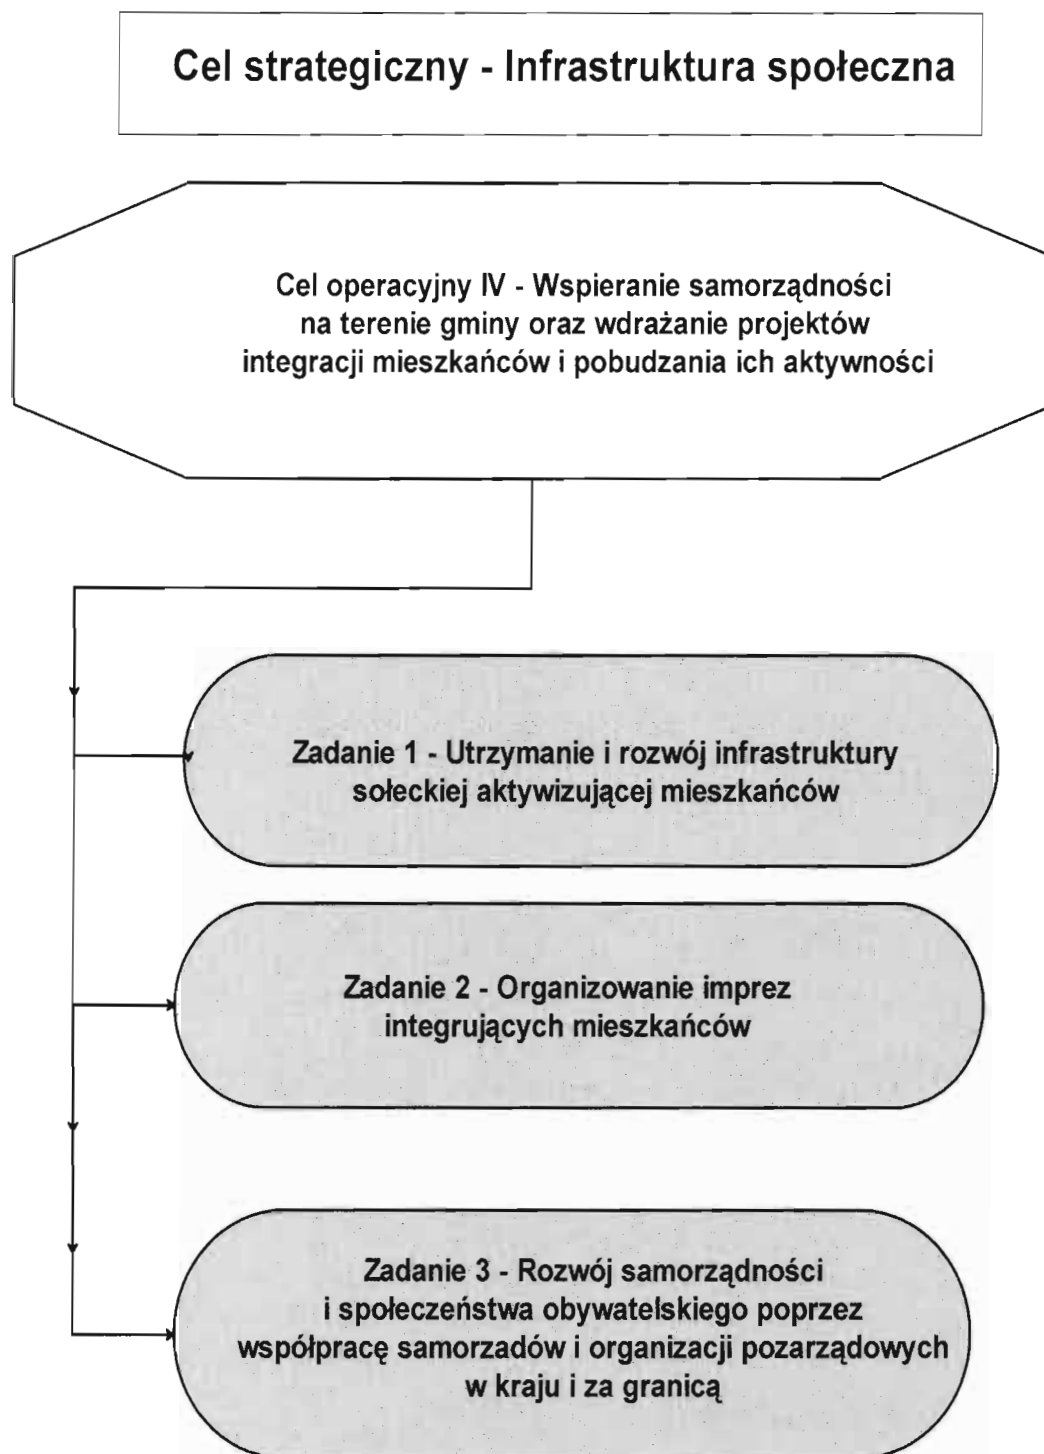 Cel strategiczny - Infrastruktura społeczna
Cel operacyjny IV - Wspieranie samorządności
na terenie gminy oraz wdrażanie projektów
integracji mieszkańców i pobudzania ich aktywności
Zadanie 1 - Utrzymanie i rozwój infrastruktury
sołeckiej aktywizującej mieszkańców
Zadanie 2 - Organizowanie imprez
integrujących mieszkańców
Zadanie 3 - Rozwój samorządności
i społeczeństwa obywatelskiego poprzez
współpracę samorzadów i organizacji pozarządowych
w kraju i za granicą